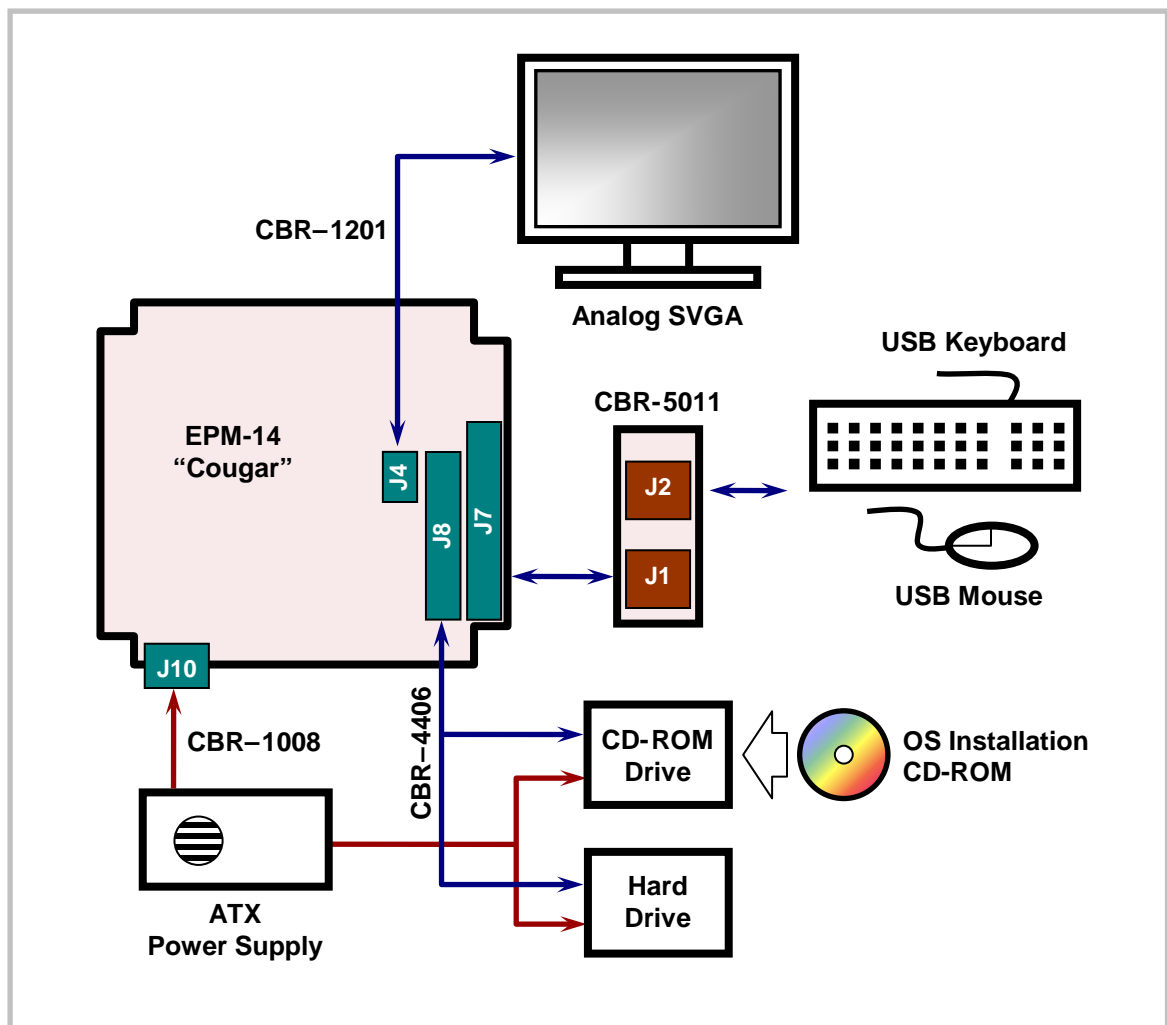 CBR–1201
Analog SVGA
USB Keyboard
CBR-5011
EPM-14
“Cougar”
J4
J8
J7
J2
J1
USB Mouse
J10
CBR–1008
CBR–4406
CD-ROM
Drive
OS Installation
CD-ROM
Hard
Drive
ATX
Power Supply